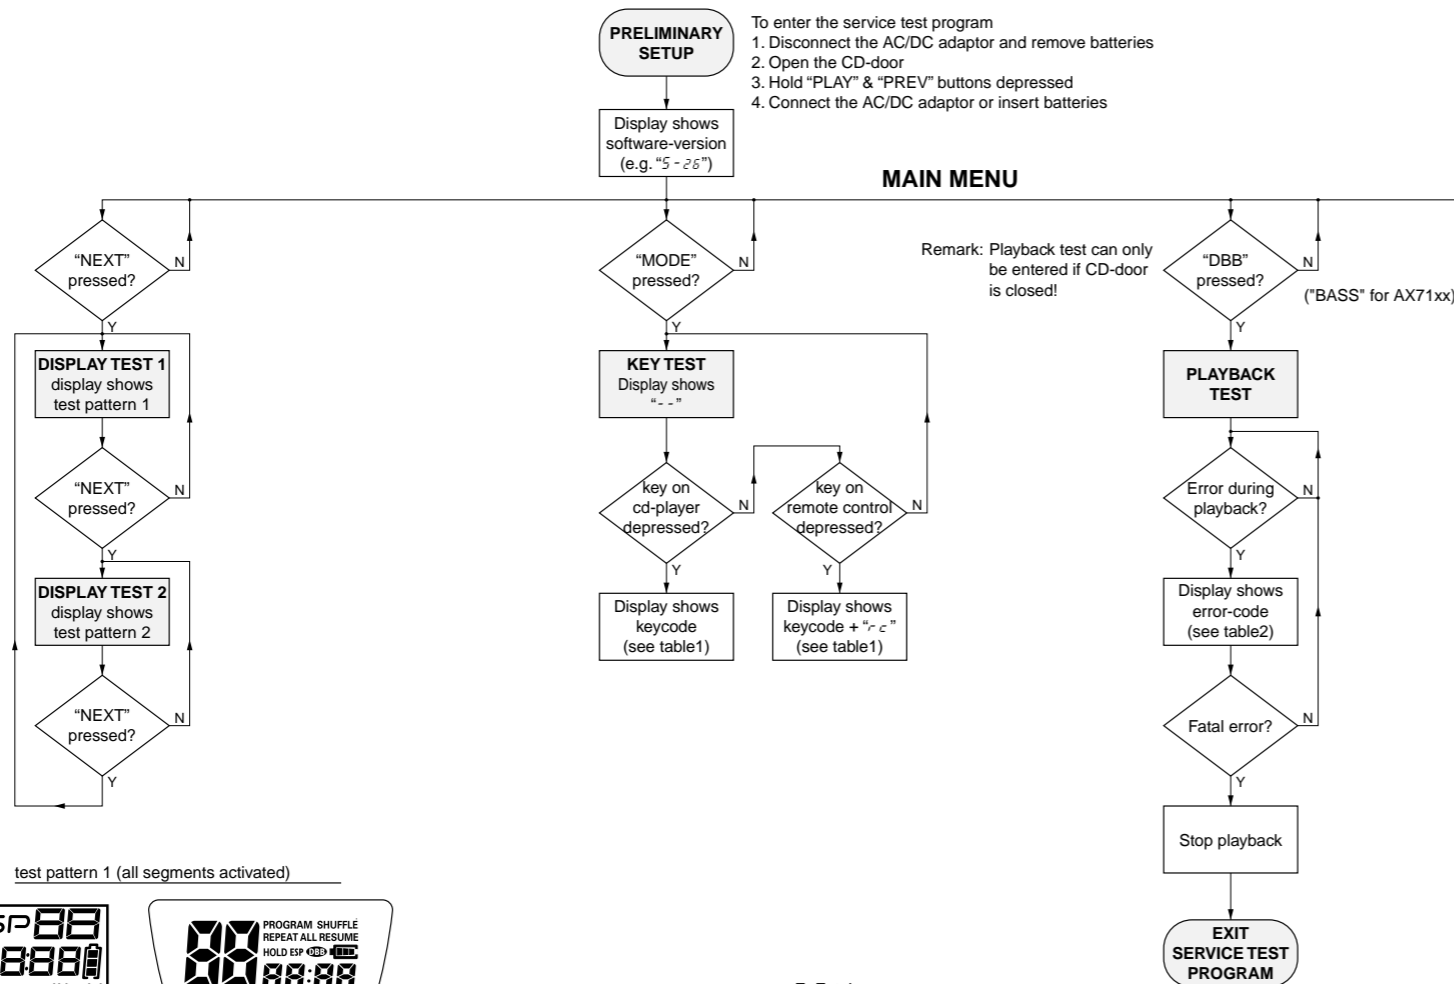 PRELIMINARY
SETUP
To enter the service test program
1. Disconnect the AC/DC adaptor and remove batteries
2. Open the CD-door
3. Hold “PLAY” & “PREV” buttons depressed
4. Connect the AC/DC adaptor or insert batteries
Display shows
software-version
(e.g. “5-26”)
MAIN MENU
“NEXT”
pressed?
N
Y
DISPLAY TEST 1
display shows
test pattern 1
“NEXT”
pressed?
N
Y
DISPLAY TEST 2
display shows
test pattern 2
“NEXT”
pressed?
N
Y
“MODE”
pressed?
N
Y
KEY TEST
Display shows
“--”
key on
cd-player
depressed?
N
Y
key on
remote control
depressed?
N
Y
Display shows
keycode
(see table1)
Display shows
keycode + “rc”
(see table1)
Remark: Playback test can only
be entered if CD-door
is closed!
“DBB”
pressed?
N
("BASS" for AX71xx)
Y
PLAYBACK
TEST
Error during
playback?
N
Y
Display shows
error-code
(see table2)
Fatal error?
N
Y
Stop playback
EXIT
SERVICE TEST
PROGRAM
test pattern 1 (all segments activated)
SP 88
8:88
88
PROGRAM SHUFFLE
REPEAT ALL RESUME
HOLD ESP DBB
88:88